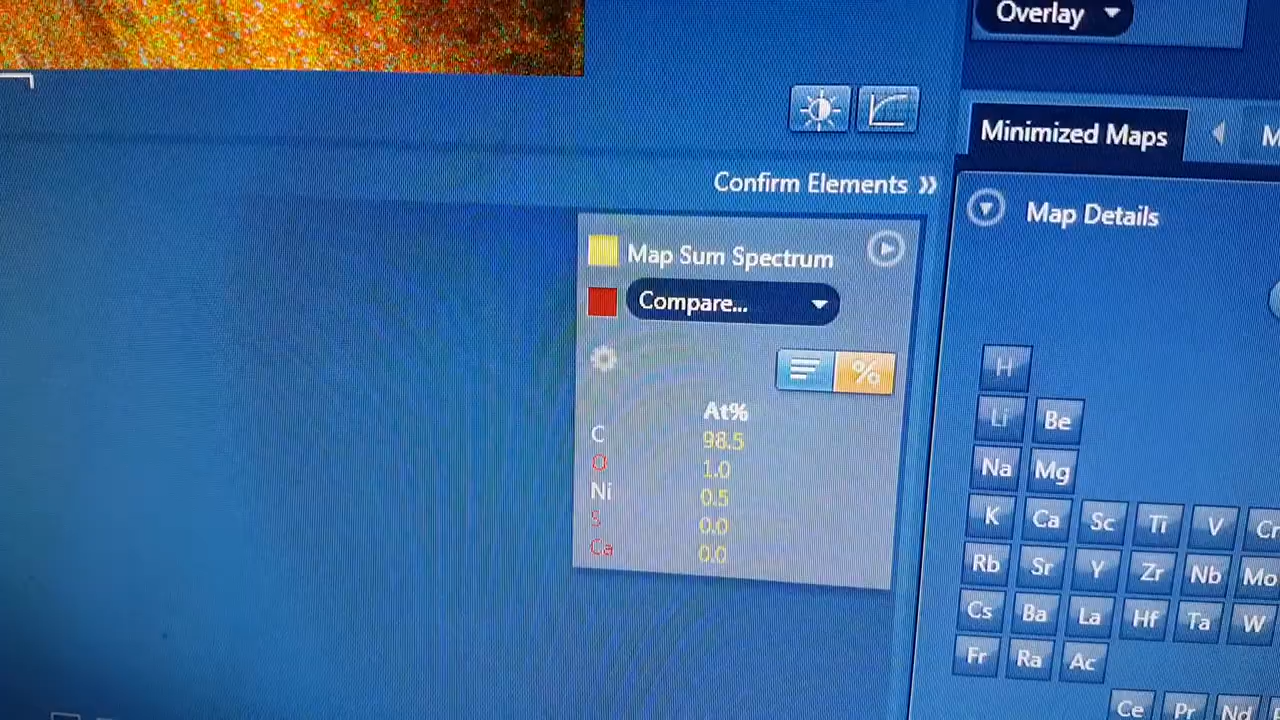 Overlay
Minimized Maps
Confirm Elements »
Map Details
Map Sum Spectrum
Compare...
%
At%
C 98.5
O 1.0
Ni 0.5
S 0.0
Ca 0.0
H
Li Be
Na Mg
K Ca Sc Ti V Cr
Rb Sr Y Zr Nb Mo
Cs Ba La Hf Ta W
Fr Ra Ac
Ce Pr Nd